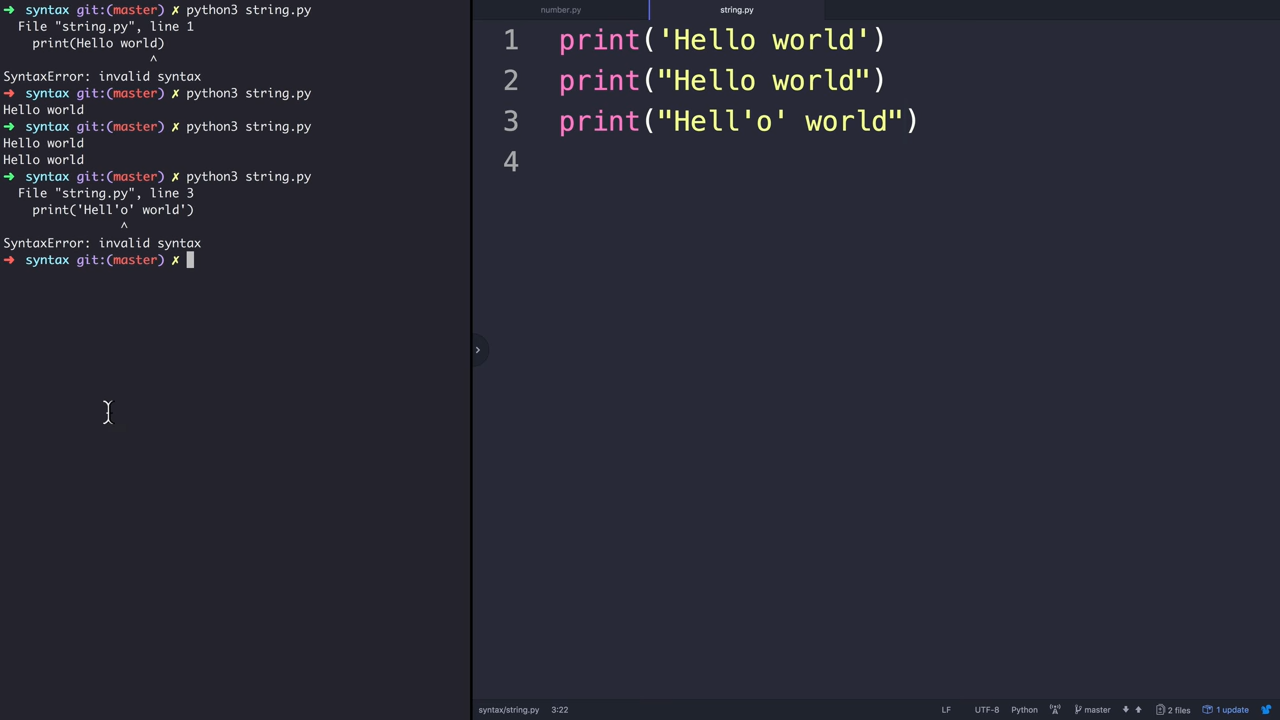 ➜  syntax git:(master) ✗ python3 string.py
  File "string.py", line 1
    print(Hello world)
                    ^
SyntaxError: invalid syntax
➜  syntax git:(master) ✗ python3 string.py
Hello world
➜  syntax git:(master) ✗ python3 string.py
Hello world
Hello world
➜  syntax git:(master) ✗ python3 string.py
  File "string.py", line 3
    print('Hell'o' world')
                ^
SyntaxError: invalid syntax
➜  syntax git:(master) ✗
number.py string.py
1 print('Hello world')
2 print("Hello world")
3 print("Hell'o' world")
4
syntax/string.py 3:22 LF UTF-8 Python master 2 files 1 update